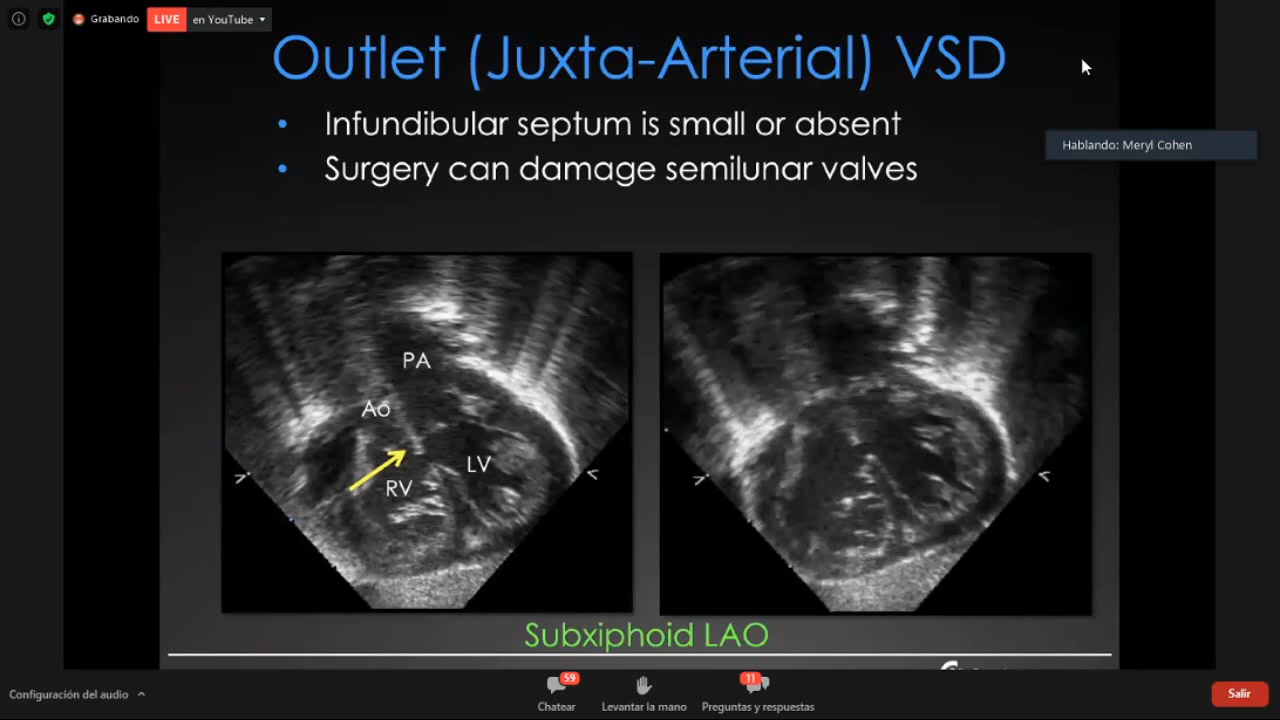 Grabando
LIVE en YouTube
Outlet (Juxta-Arterial) VSD
• Infundibular septum is small or absent
• Surgery can damage semilunar valves
Hablando: Meryl Cohen
PA
Ao
LV
RV
Subxiphoid LAO
Configuración del audio
59
Chatear
Levantar la mano
11
Preguntas y respuestas
Salir